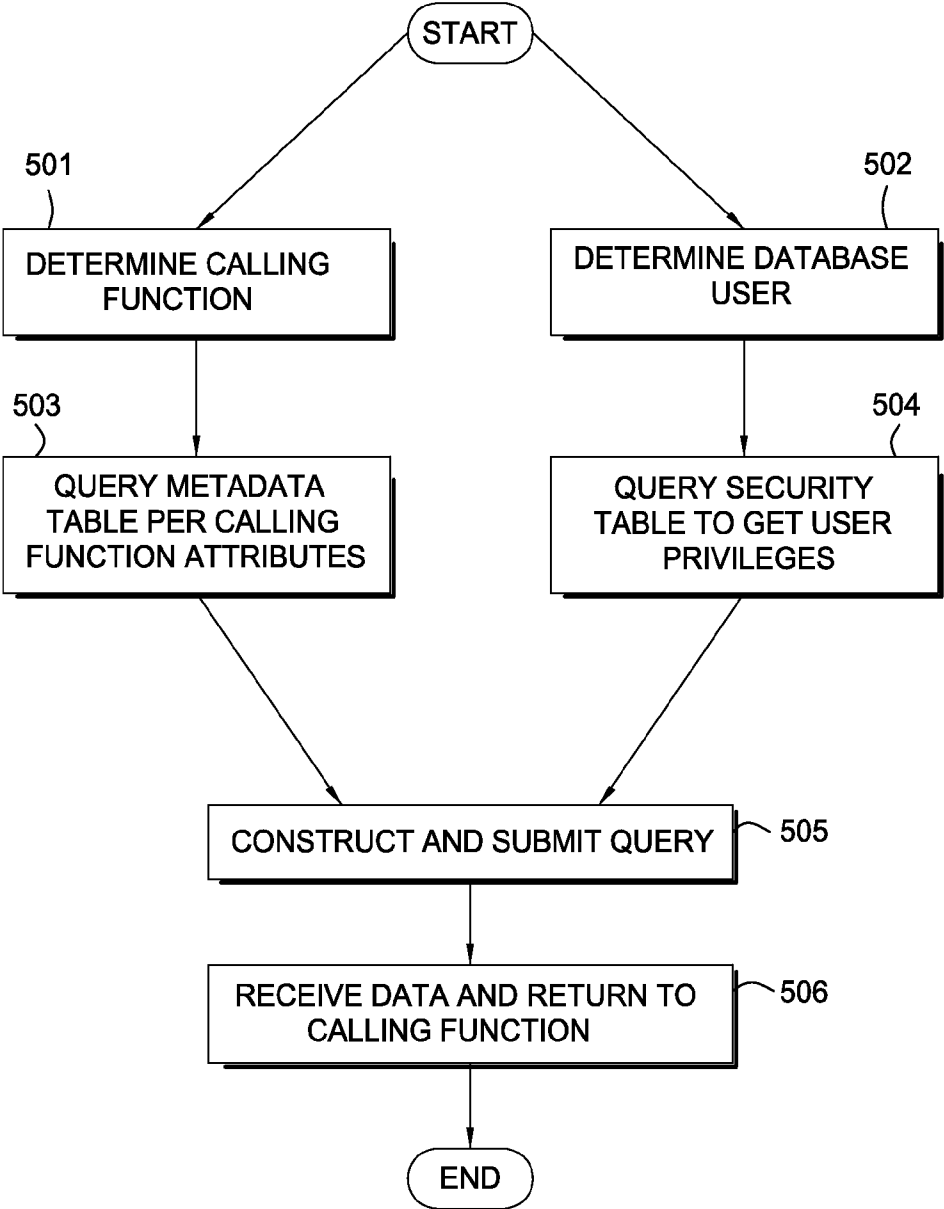 START
501
502
DETERMINE CALLING
FUNCTION
DETERMINE DATABASE
USER
503
504
QUERY METADATA
TABLE PER CALLING
FUNCTION ATTRIBUTES
QUERY SECURITY
TABLE TO GET USER
PRIVILEGES
CONSTRUCT AND SUBMIT QUERY
505
RECEIVE DATA AND RETURN TO
CALLING FUNCTION
506
END